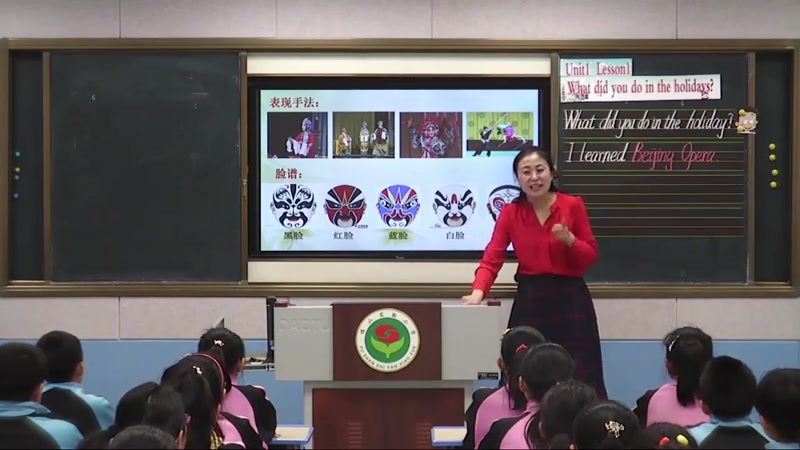 表现手法：
脸谱：
黑脸 红脸 蓝脸 白脸
Unit1 Lesson1
What did you do in the holidays?
What did you do in the holiday?
I learned Beijing Opera.